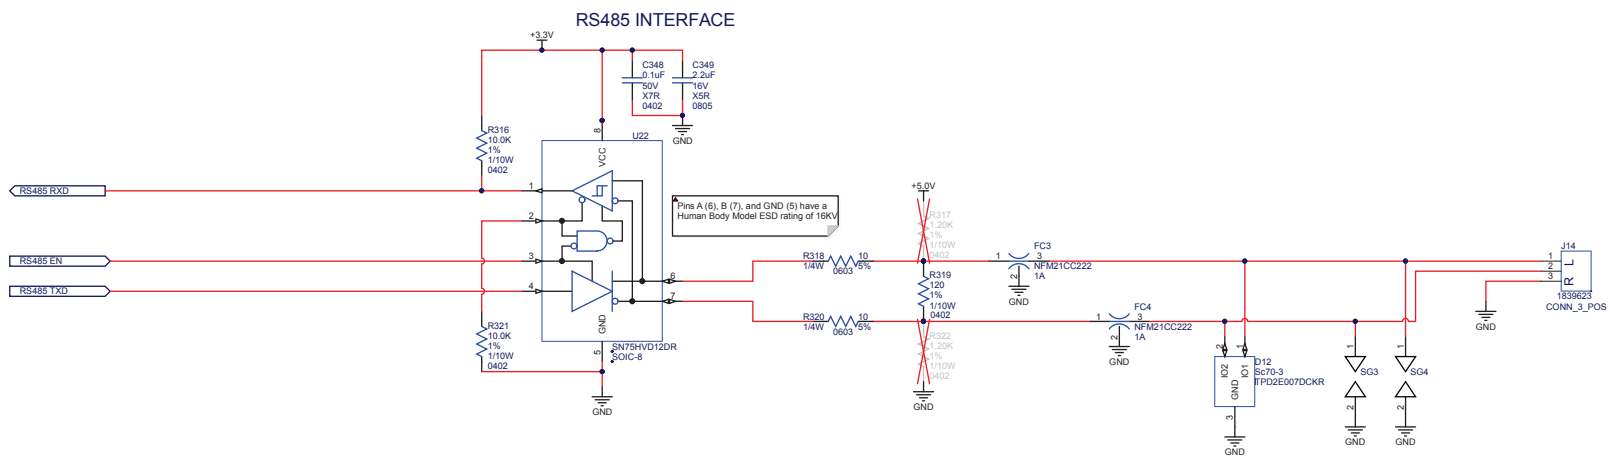 RS485 INTERFACE
+3.3V
C348
0.1uF
50V
X7R
0402
C349
2.2uF
16V
X5R
0805
GND
R316
10.0K
1%
1/10W
0402
8
U22
VCC
RS485 RXD
1
2
RS485 EN
3
RS485 TXD
4
6
7
GND
5
SN75HVD12DR
SOIC-8
R321
10.0K
1%
1/10W
0402
GND
Pins A (6), B (7), and GND (5) have a
Human Body Model ESD rating of 16KV
+5.0V
R317
1.20K
1%
1/10W
0402
R318
1/4W
0603
10
5%
R319
120
1%
1/10W
0402
R320
1/4W
0603
10
5%
R322
1.20K
1%
1/10W
0402
GND
FC3
1
3
NFM21CC222
1A
2
GND
FC4
1
3
NFM21CC222
1A
2
GND
2
1
IO2
GND
IO1
D12
Sc70-3
TPD2E007DCKR
3
GND
1
SG3
2
GND
1
SG4
2
GND
J14
1
2
3
L
R
1839623
CONN_3_POS
GND